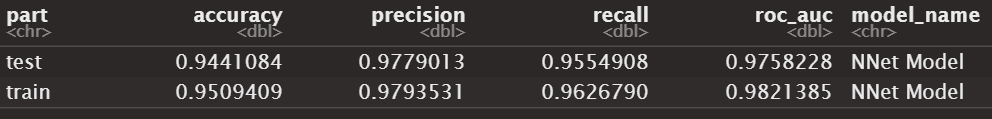 part accuracy precision recall roc_auc model_name
<chr> <dbl> <dbl> <dbl> <dbl> <chr>
test 0.9441084 0.9779013 0.9554908 0.9758228 NNet Model
train 0.9509409 0.9793531 0.9626790 0.9821385 NNet Model